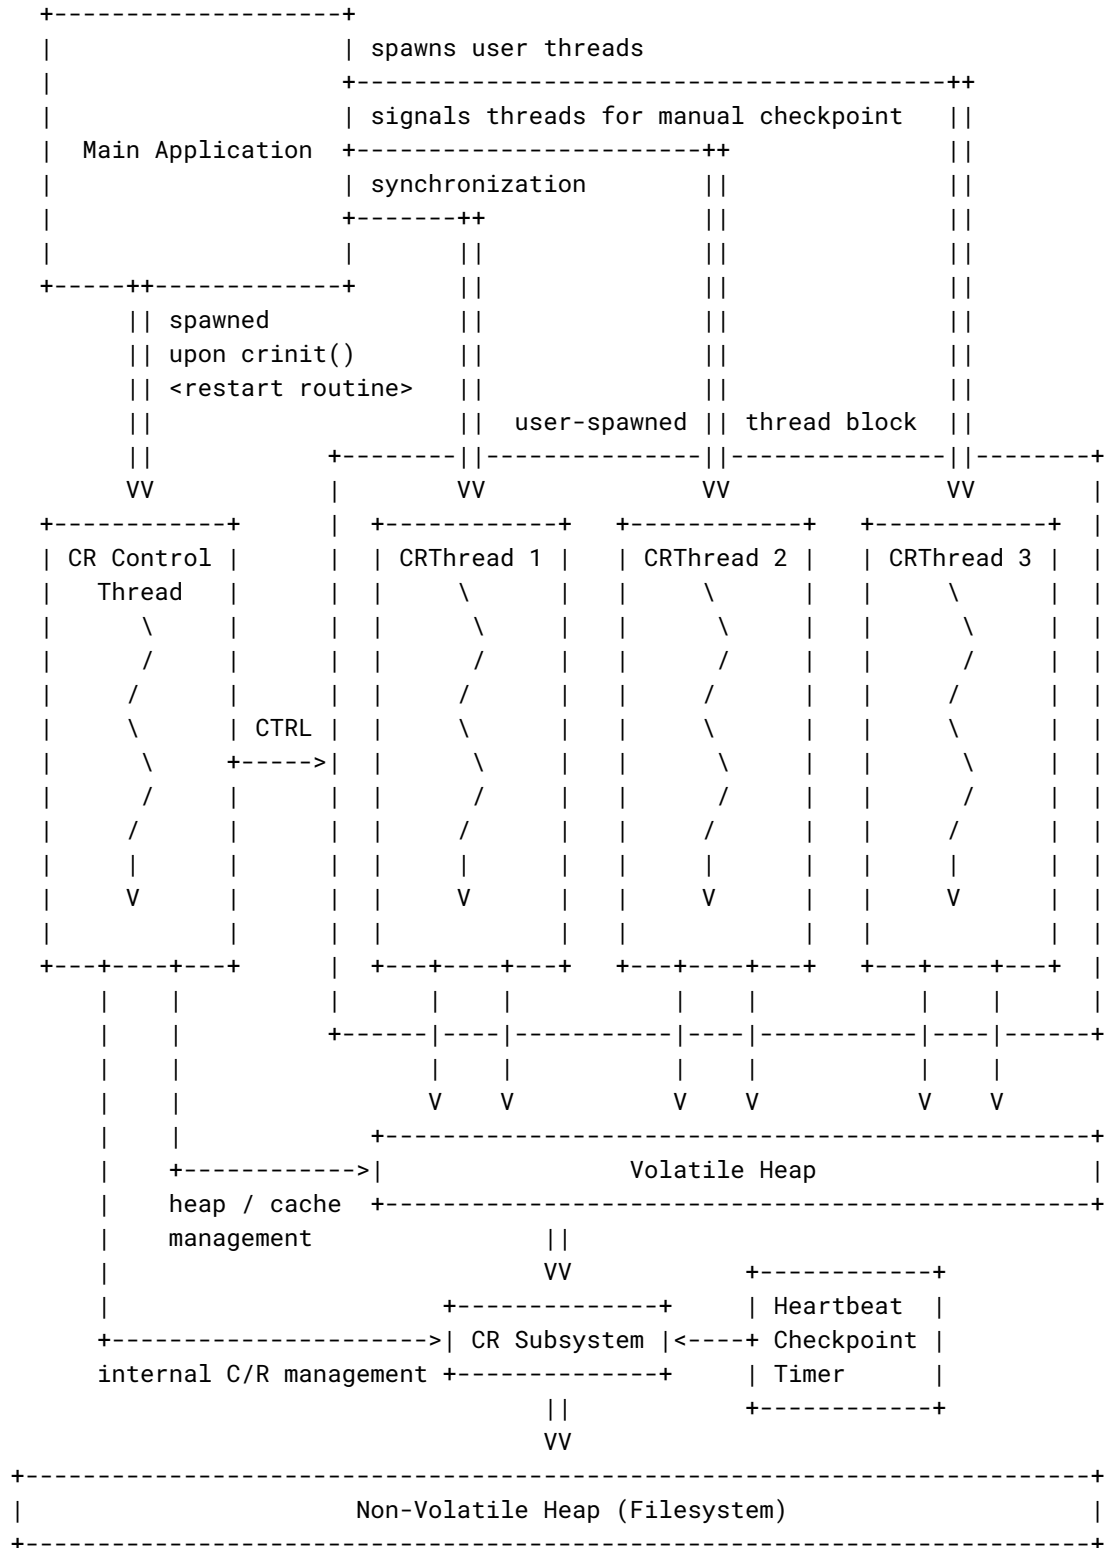 spawns user threads
signals threads for manual checkpoint
Main Application
synchronization
spawned
upon crinit()
<restart routine>
user-spawned thread block
CR Control CRThread 1 CRThread 2 CRThread 3
Thread
CTRL
Volatile Heap
heap / cache
management
Heartbeat
CR Subsystem Checkpoint
internal C/R management Timer
Non-Volatile Heap (Filesystem)